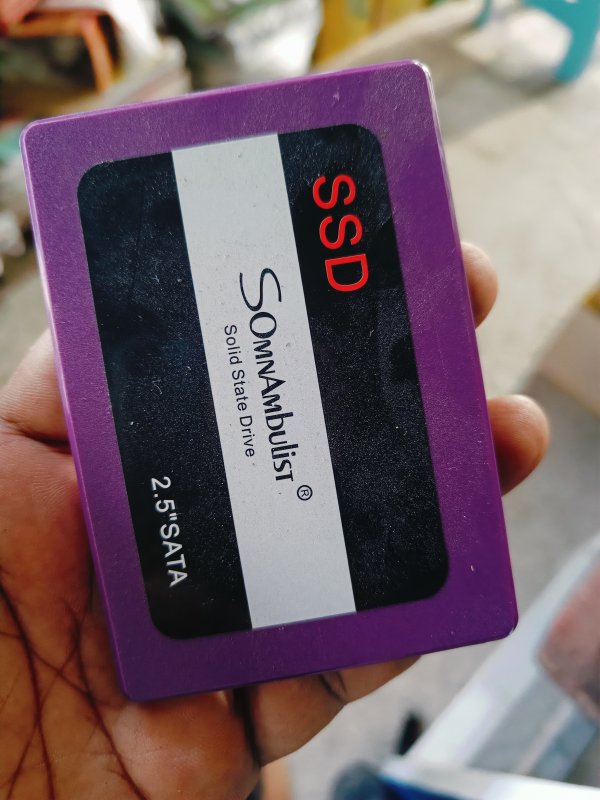 SSD
SOMNAMbulisT®
Solid State Drive
2.5"SATA